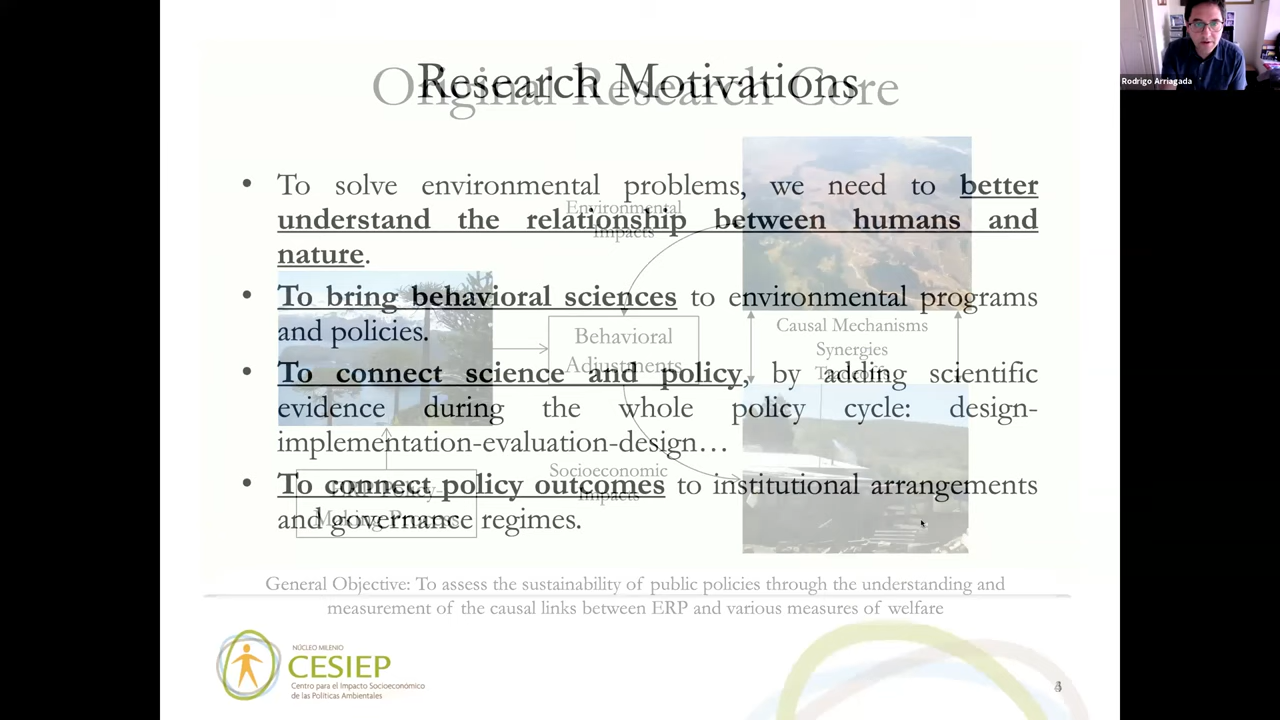 Research Motivations
Original Research Core
Rodrigo Arriagada
• To solve environmental problems, we need to better
understand the relationship between humans and
nature.
• To bring behavioral sciences to environmental programs
and policies.
• To connect science and policy, by adding scientific
evidence during the whole policy cycle: design-
implementation-evaluation-design…
• To connect policy outcomes to institutional arrangements
and governance regimes.
Environmental
Impacts
Behavioral
Adjustments
Causal Mechanisms
Synergies
Socioeconomic
Impacts
ERP Policy-
Making Process
General Objective: To assess the sustainability of public policies through the understanding and
measurement of the causal links between ERP and various measures of welfare
NÚCLEO MILENIO
CESIEP
Centro para el Impacto Socioeconómico
de las Políticas Ambientales